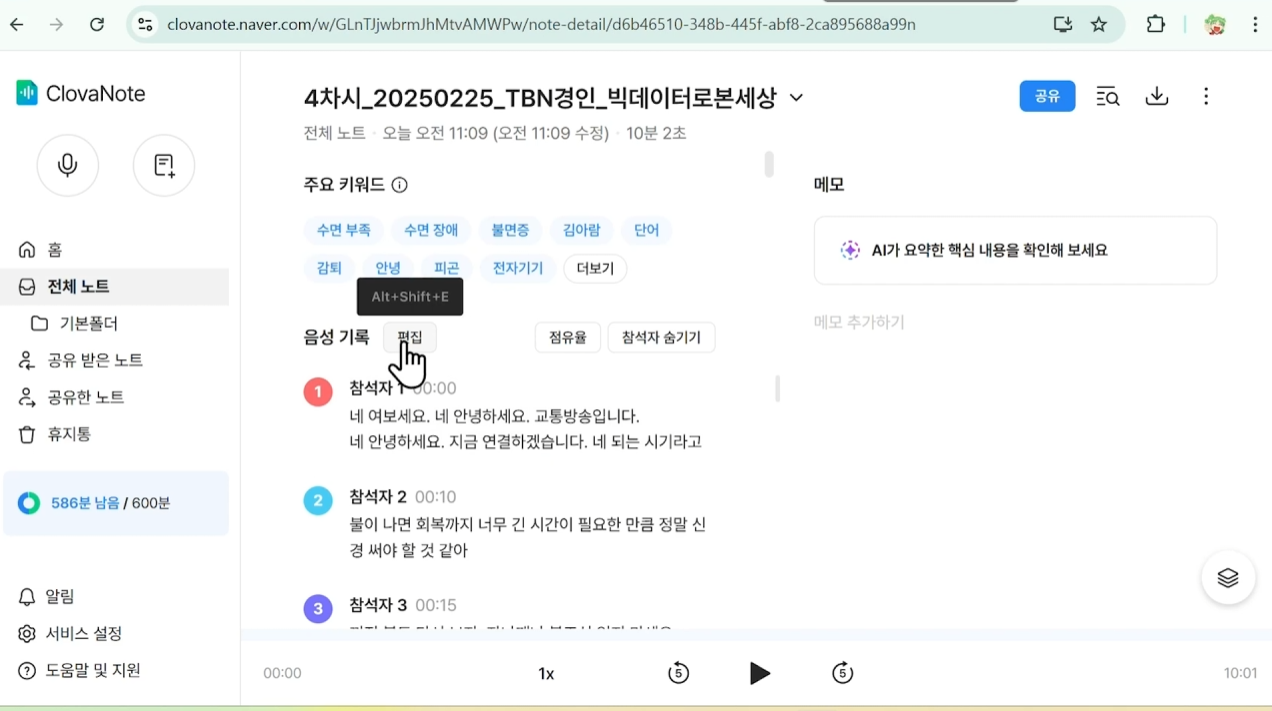 clovanote.naver.com/w/GLnTJjwbrmJhMtvAMWPw/note-detail/d6b46510-348b-445f-abf8-2ca895688a99n
ClovaNote
홈
전체 노트
기본폴더
공유 받은 노트
공유한 노트
휴지통
586분 남음 / 600분
알림
서비스 설정
도움말 및 지원
4차시_20250225_TBN경인_빅데이터로본세상
공유
전체 노트 · 오늘 오전 11:09 (오전 11:09 수정) · 10분 2초
주요 키워드
수면 부족 수면 장애 불면증 김아람 단어
감퇴 안녕 피곤 전자기기 더보기
Alt+Shift+E
음성 기록 편집 점유율 참석자 숨기기
1 참석자 1 00:00
네 여보세요. 네 안녕하세요. 교통방송입니다.
네 안녕하세요. 지금 연결하겠습니다. 네 되는 시기라고
2 참석자 2 00:10
불이 나면 회복까지 너무 긴 시간이 필요한 만큼 정말 신
경 써야 할 것 같아
3 참석자 3 00:15
메모
AI가 요약한 핵심 내용을 확인해 보세요
메모 추가하기
00:00 1x 5 5 10:01